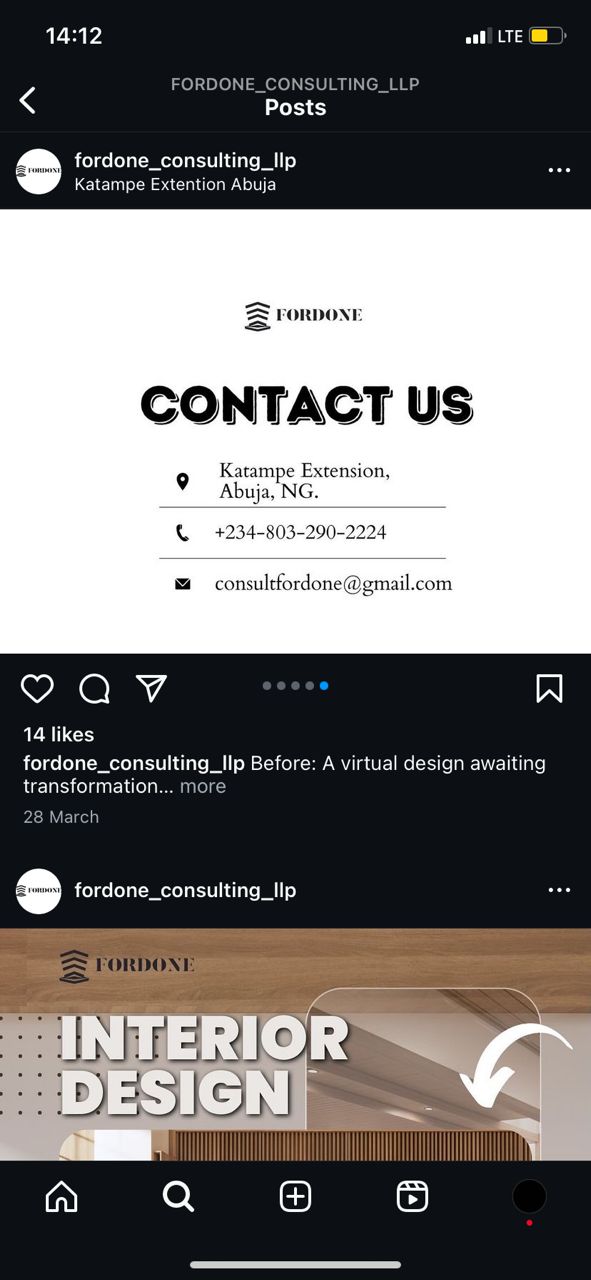 14:12
LTE
FORDONE_CONSULTING_LLP
Posts
FORDONE
fordone_consulting_llp
Katampe Extention Abuja
FORDONE
CONTACT US
Katampe Extension,
Abuja, NG.
+234-803-290-2224
consultfordone@gmail.com
14 likes
fordone_consulting_llp Before: A virtual design awaiting
transformation... more
28 March
FORDONE
fordone_consulting_llp
FORDONE
INTERIOR
DESIGN